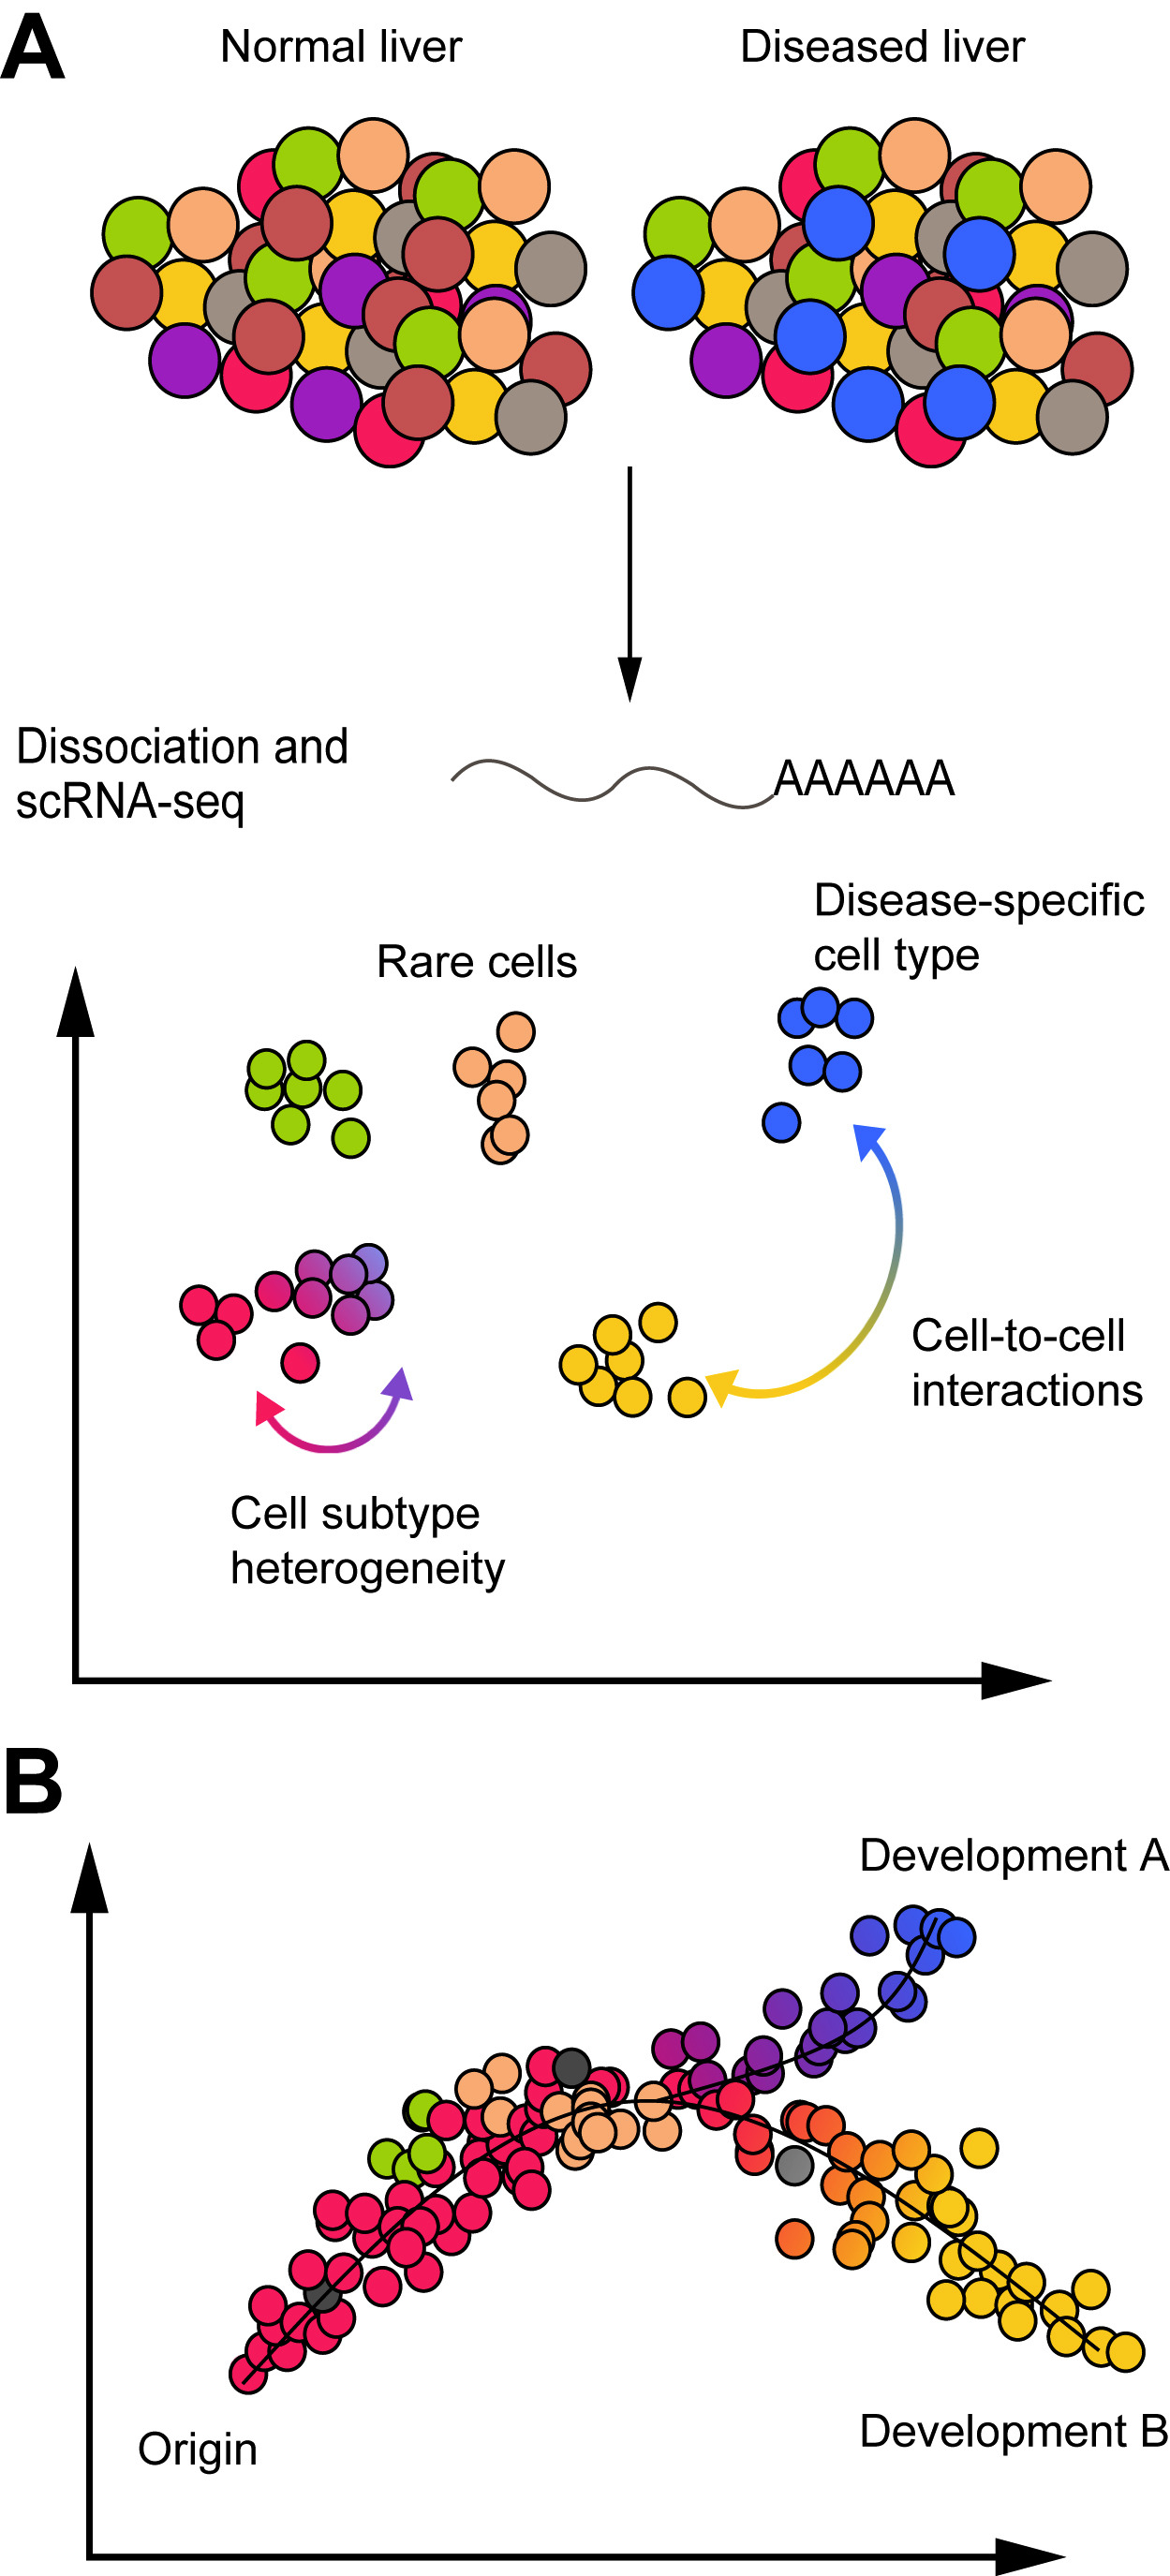 A
Normal liver
Diseased liver
Dissociation and
scRNA-seq
AAAAAA
Disease-specific
cell type
Rare cells
Cell-to-cell
interactions
Cell subtype
heterogeneity
B
Development A
Development B
Origin